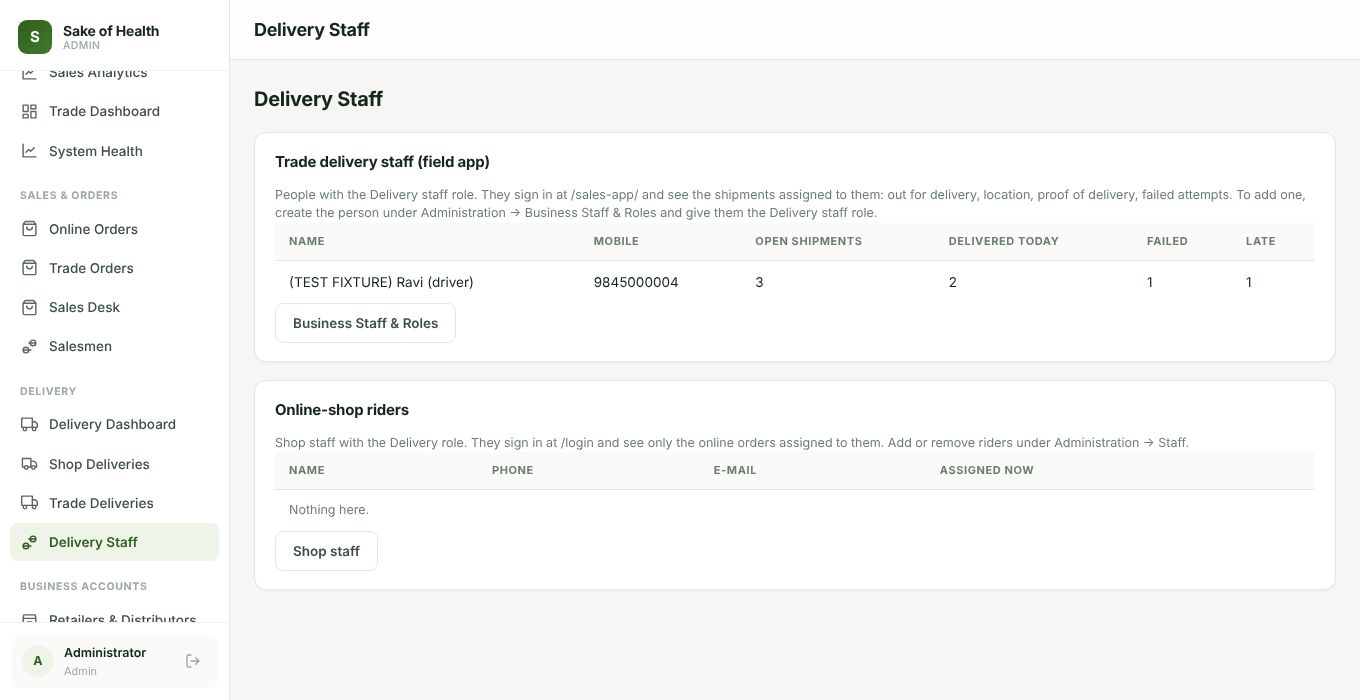 S
Sake of Health
ADMIN
Sales Analytics
Trade Dashboard
System Health
SALES & ORDERS
Online Orders
Trade Orders
Sales Desk
Salesmen
DELIVERY
Delivery Dashboard
Shop Deliveries
Trade Deliveries
Delivery Staff
BUSINESS ACCOUNTS
Retailers & Distributors
A
Administrator
Admin
Delivery Staff
Delivery Staff
Trade delivery staff (field app)
People with the Delivery staff role. They sign in at /sales-app/ and see the shipments assigned to them: out for delivery, location, proof of delivery, failed attempts. To add one,
create the person under Administration → Business Staff & Roles and give them the Delivery staff role.
NAME MOBILE OPEN SHIPMENTS DELIVERED TODAY FAILED LATE
(TEST FIXTURE) Ravi (driver) 9845000004 3 2 1 1
Business Staff & Roles
Online-shop riders
Shop staff with the Delivery role. They sign in at /login and see only the online orders assigned to them. Add or remove riders under Administration → Staff.
NAME PHONE E-MAIL ASSIGNED NOW
Nothing here.
Shop staff